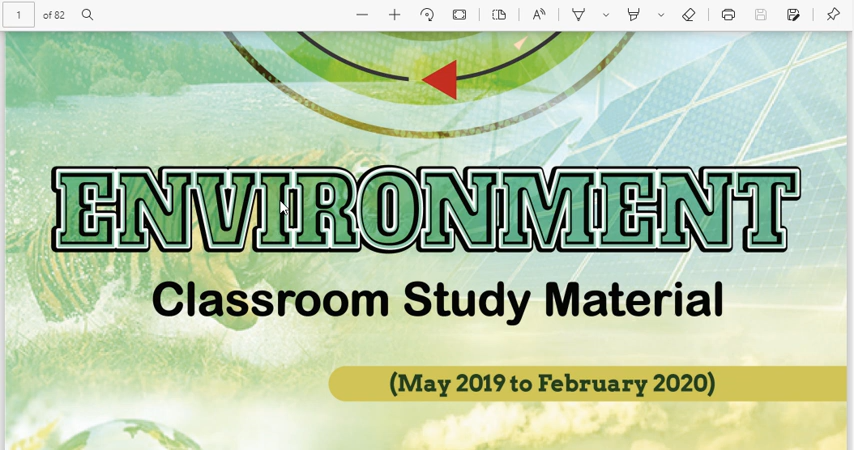 1 of 82
ENVIRONMENT
Classroom Study Material
(May 2019 to February 2020)